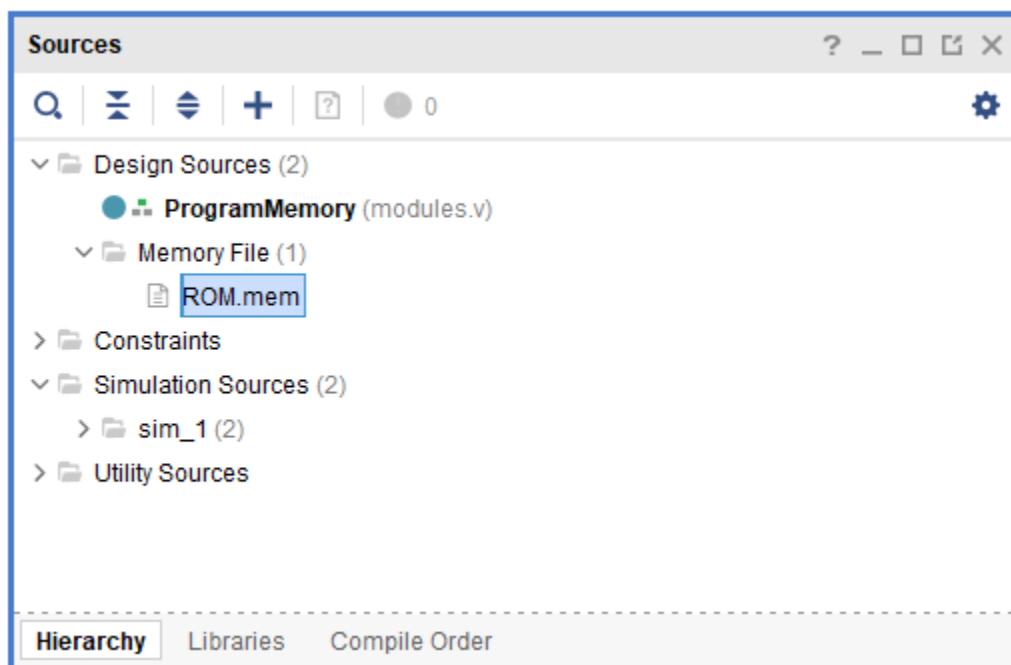 Sources
0
Design Sources (2)
ProgramMemory (modules.v)
Memory File (1)
ROM.mem
Constraints
Simulation Sources (2)
sim_1 (2)
Utility Sources
Hierarchy Libraries Compile Order